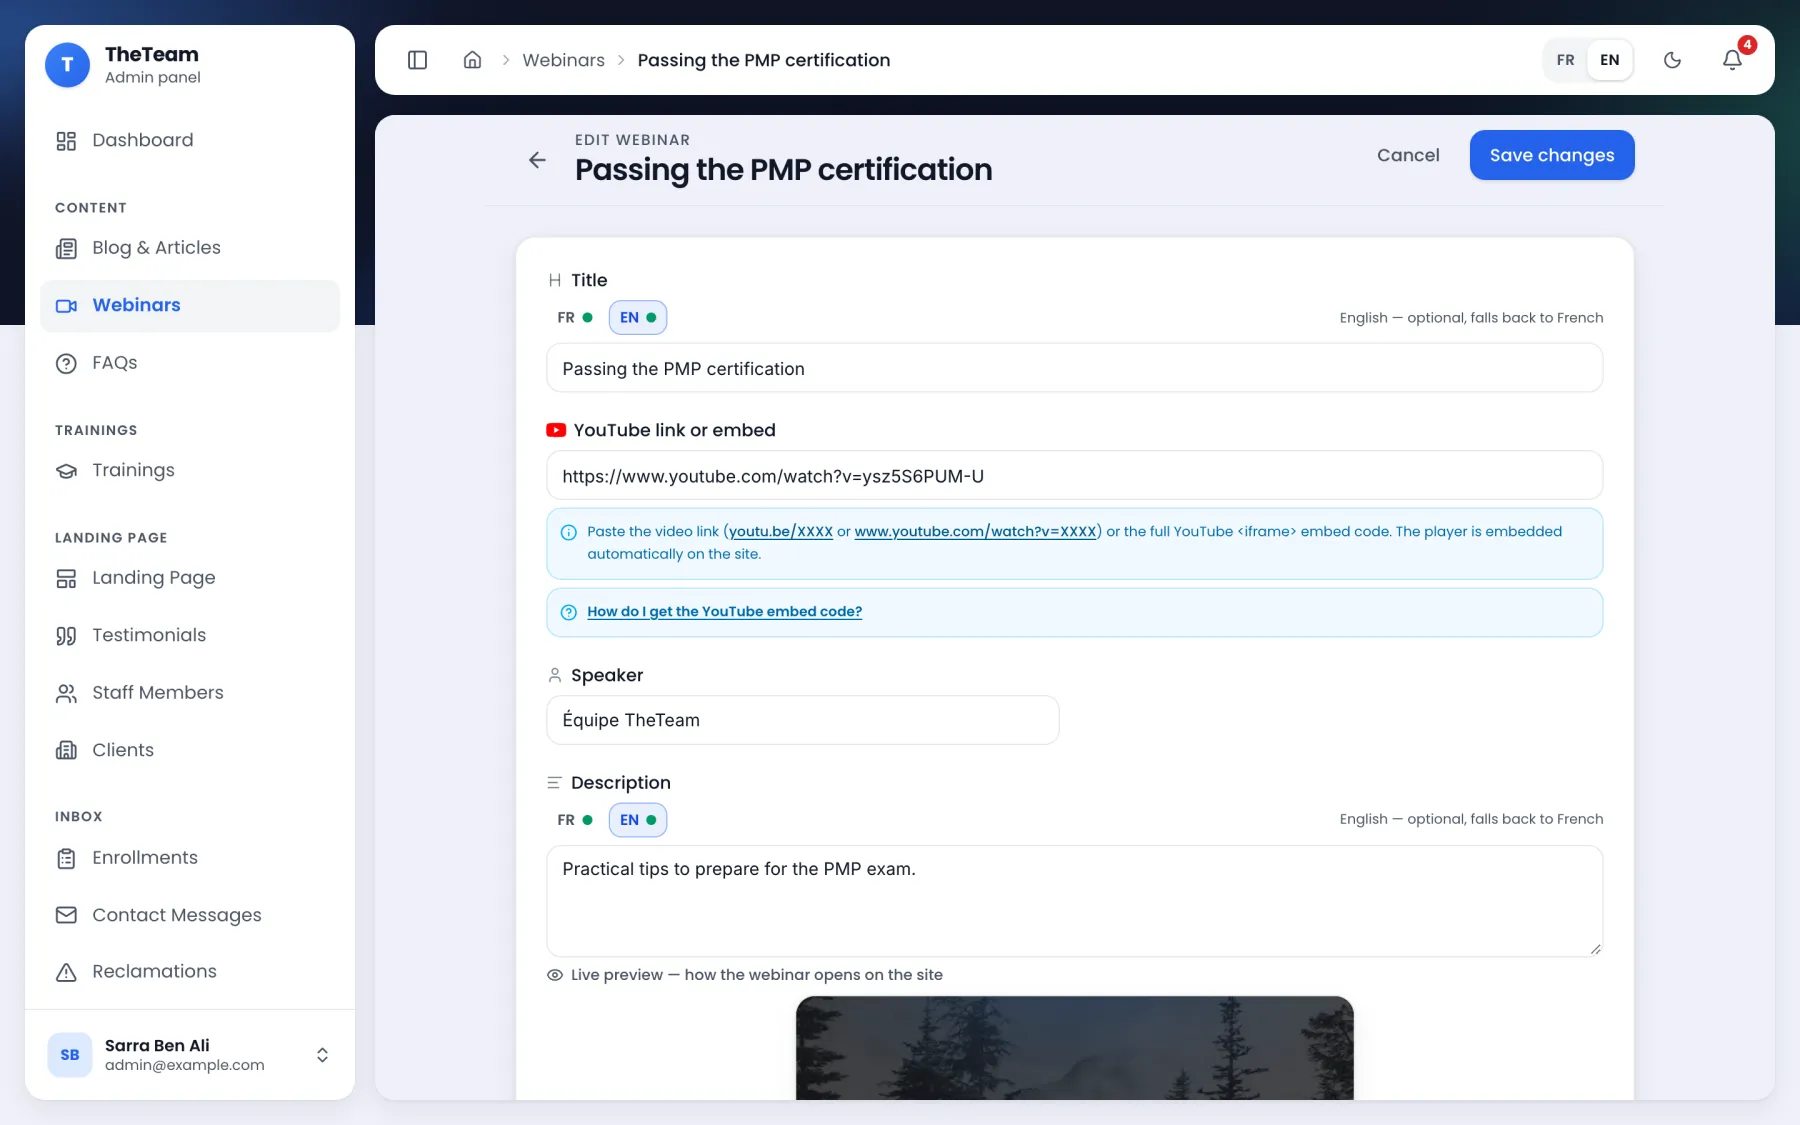 T
TheTeam
Admin panel
Dashboard
CONTENT
Blog & Articles
Webinars
FAQs
TRAININGS
Trainings
LANDING PAGE
Landing Page
Testimonials
Staff Members
Clients
INBOX
Enrollments
Contact Messages
Reclamations
SB
Sarra Ben Ali
admin@example.com
Webinars
Passing the PMP certification
FR EN
4
EDIT WEBINAR
Passing the PMP certification
Cancel
Save changes
Title
FR EN
English — optional, falls back to French
Passing the PMP certification
YouTube link or embed
https://www.youtube.com/watch?v=ysz5S6PUM-U
Paste the video link (youtu.be/XXXX or www.youtube.com/watch?v=XXXX) or the full YouTube <iframe> embed code. The player is embedded
automatically on the site.
How do I get the YouTube embed code?
Speaker
Équipe TheTeam
Description
FR EN
English — optional, falls back to French
Practical tips to prepare for the PMP exam.
Live preview — how the webinar opens on the site